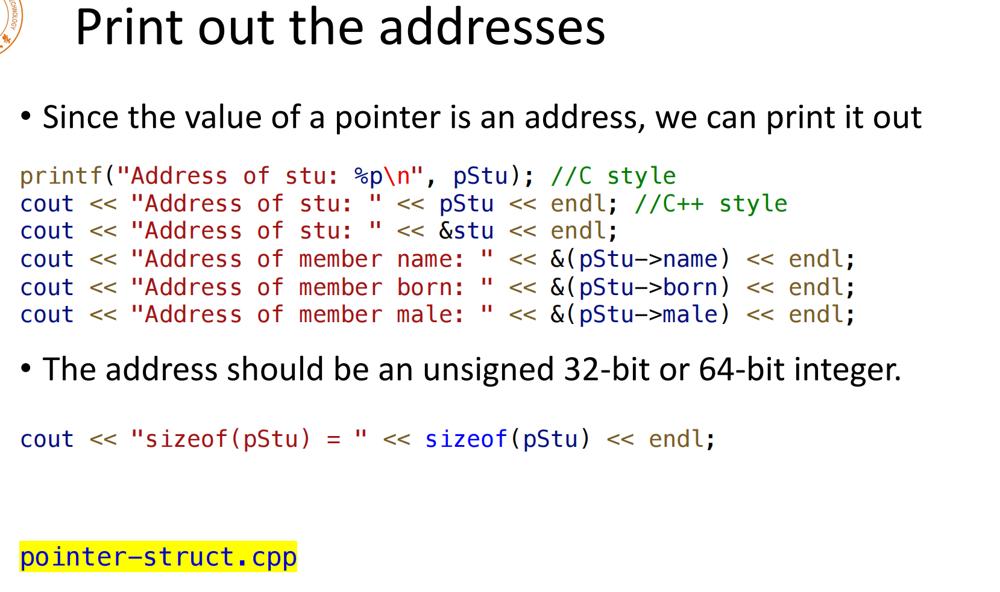 ECHNOLOGY
Print out the addresses
• Since the value of a pointer is an address, we can print it out
printf("Address of stu: %p\n", pStu); //C style
cout << "Address of stu: " << pStu << endl; //C++ style
cout << "Address of stu: " << &stu << endl;
cout << "Address of member name: " << &(pStu->name) << endl;
cout << "Address of member born: " << &(pStu->born) << endl;
cout << "Address of member male: " << &(pStu->male) << endl;
• The address should be an unsigned 32-bit or 64-bit integer.
cout << "sizeof(pStu) = " << sizeof(pStu) << endl;
pointer-struct.cpp